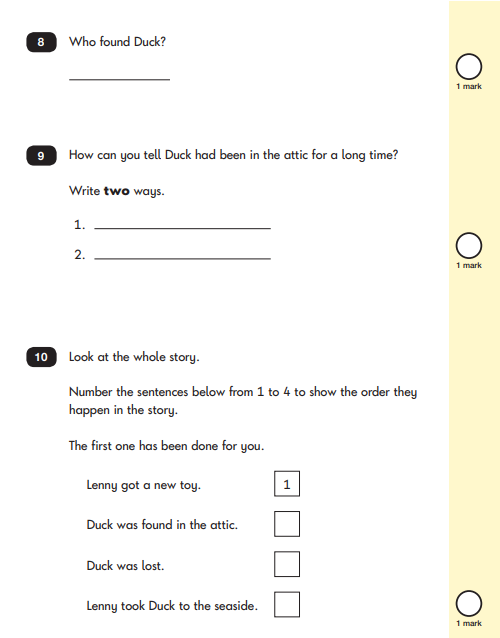 8 Who found Duck?
1 mark
9 How can you tell Duck had been in the attic for a long time?
Write two ways.
1.
2.
1 mark
10 Look at the whole story.
Number the sentences below from 1 to 4 to show the order they
happen in the story.
The first one has been done for you.
Lenny got a new toy. 1
Duck was found in the attic.
Duck was lost.
Lenny took Duck to the seaside.
1 mark